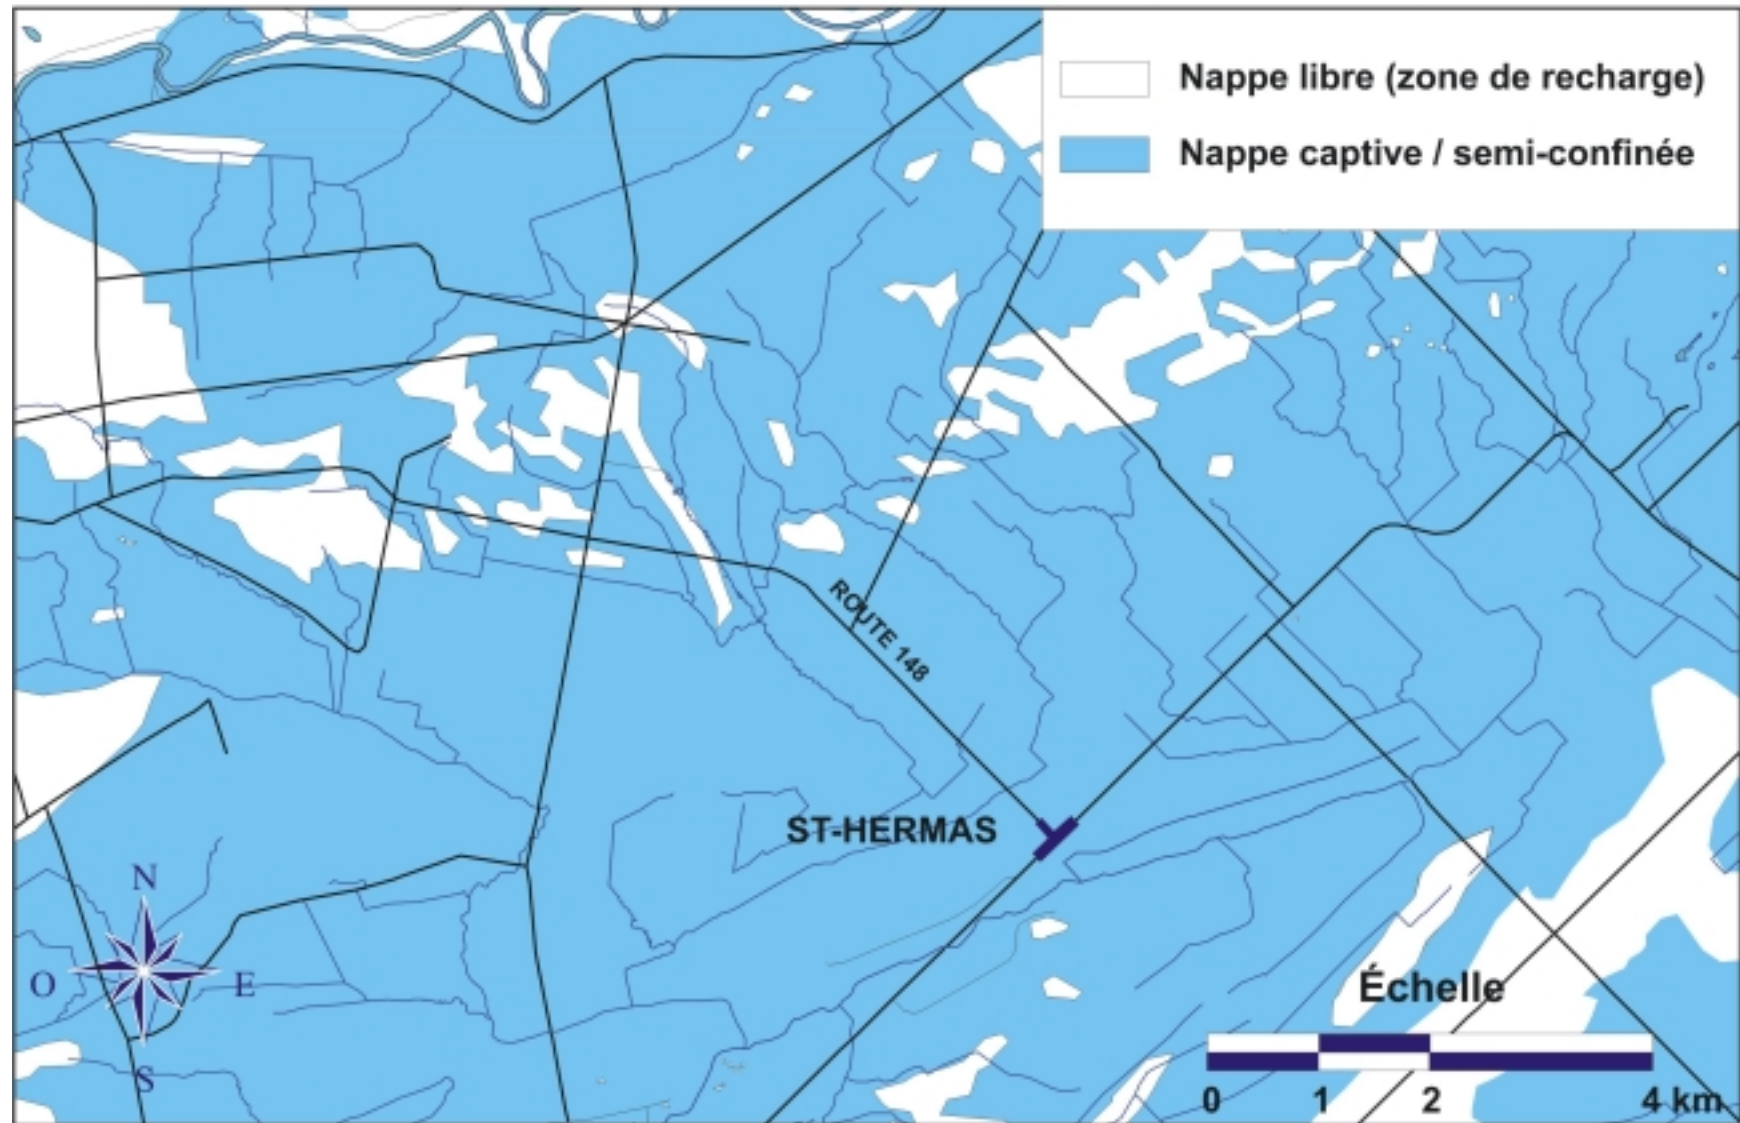 Nappe libre (zone de recharge)
Nappe captive / semi-confinée
ROUTE 148
ST-HERMAS
N
O
E
S
Échelle
0 1 2 4 km